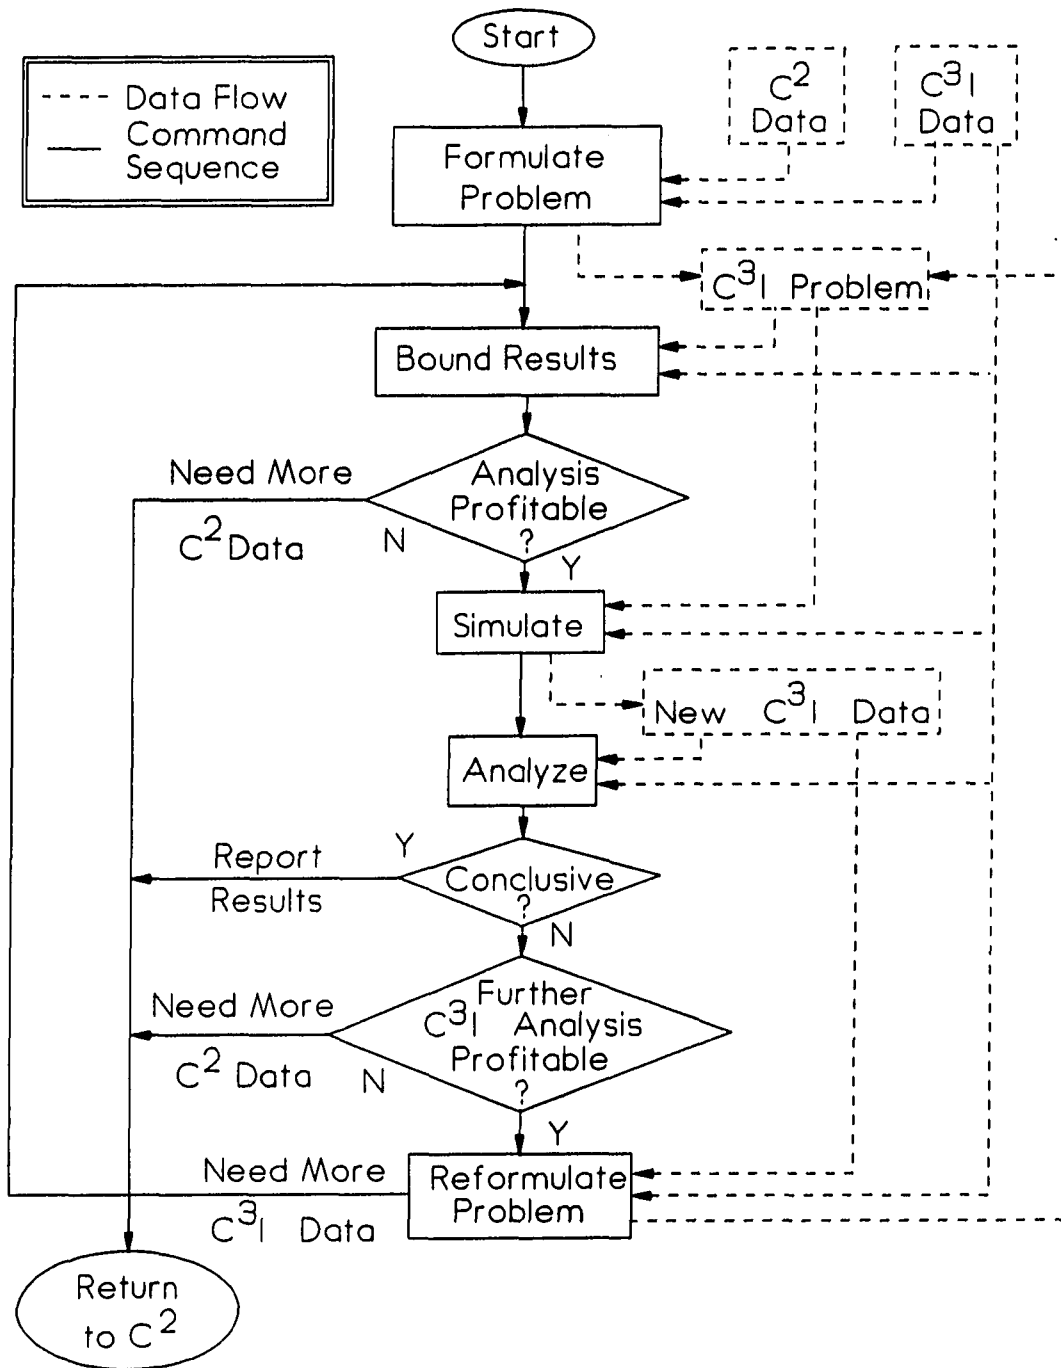 Start
Data Flow
Command
Sequence
C² Data
C³I Data
Formulate
Problem
C³I Problem
Bound Results
Need More
C² Data
Analysis
Profitable
?
N
Y
Simulate
New C³I Data
Analyze
Report
Results
Y
Conclusive
?
N
Need More
C² Data
Further
C³I Analysis
Profitable
?
N
Y
Need More
C³I Data
Reformulate
Problem
Return
to C²